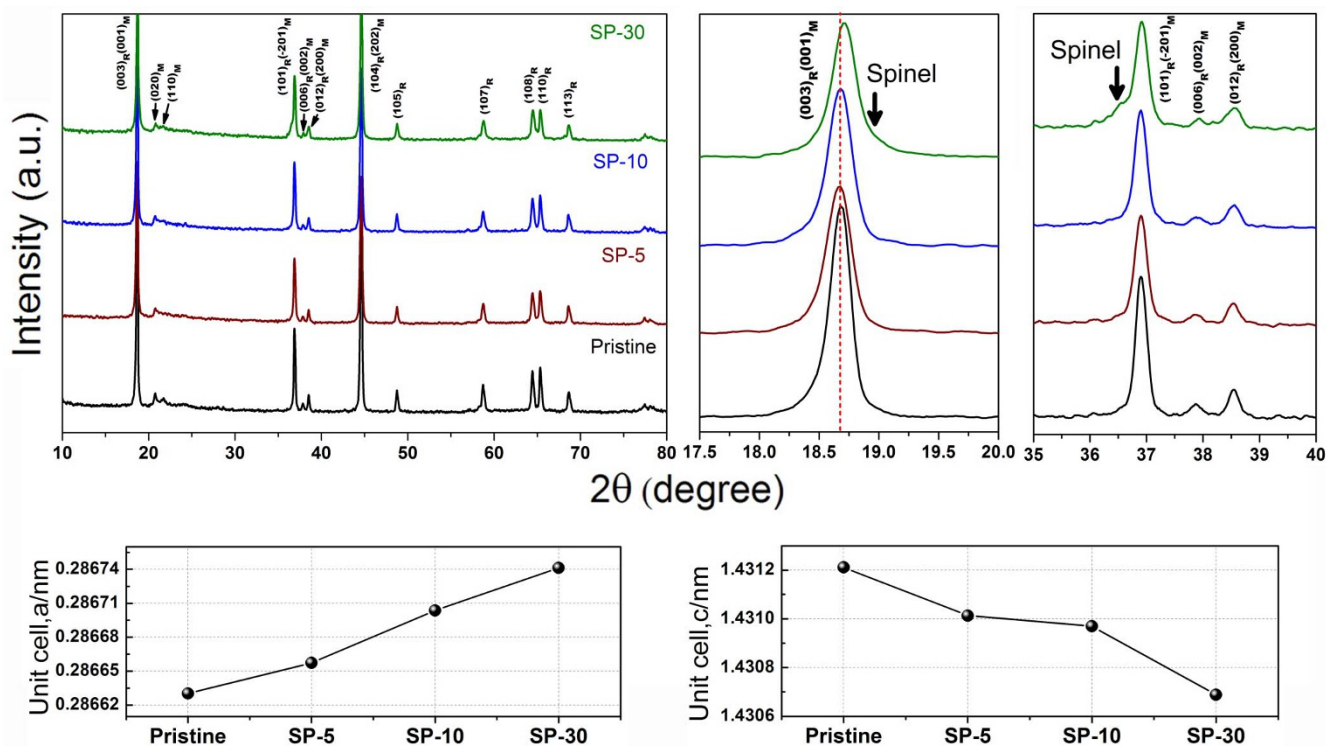 Intensity (a.u.)
SP-30
SP-10
SP-5
Pristine
(003)R(001)M
(020)M
(110)M
(101)R(-201)M
(006)R(002)M
(012)R(200)M
(104)R(202)M
(105)R
(107)R
(108)R
(110)R
(113)R
10 20 30 40 50 60 70 80
(003)R(001)M
Spinel
17.5 18.0 18.5 19.0 19.5 20.0
Spinel
(101)R(-201)M
(006)R(002)M
(012)R(200)M
35 36 37 38 39 40
2θ (degree)
Unit cell,a/nm
0.28674
0.28671
0.28668
0.28665
0.28662
Pristine SP-5 SP-10 SP-30
Unit cell,c/nm
1.4312
1.4310
1.4308
1.4306
Pristine SP-5 SP-10 SP-30